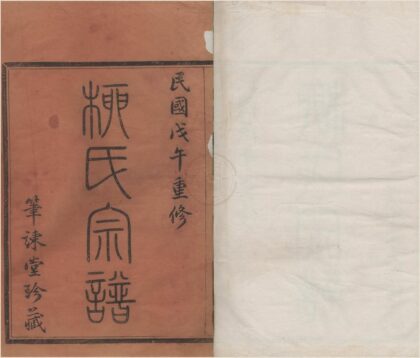 民國戊午重修
柳氏宗譜
筆諫堂珍藏